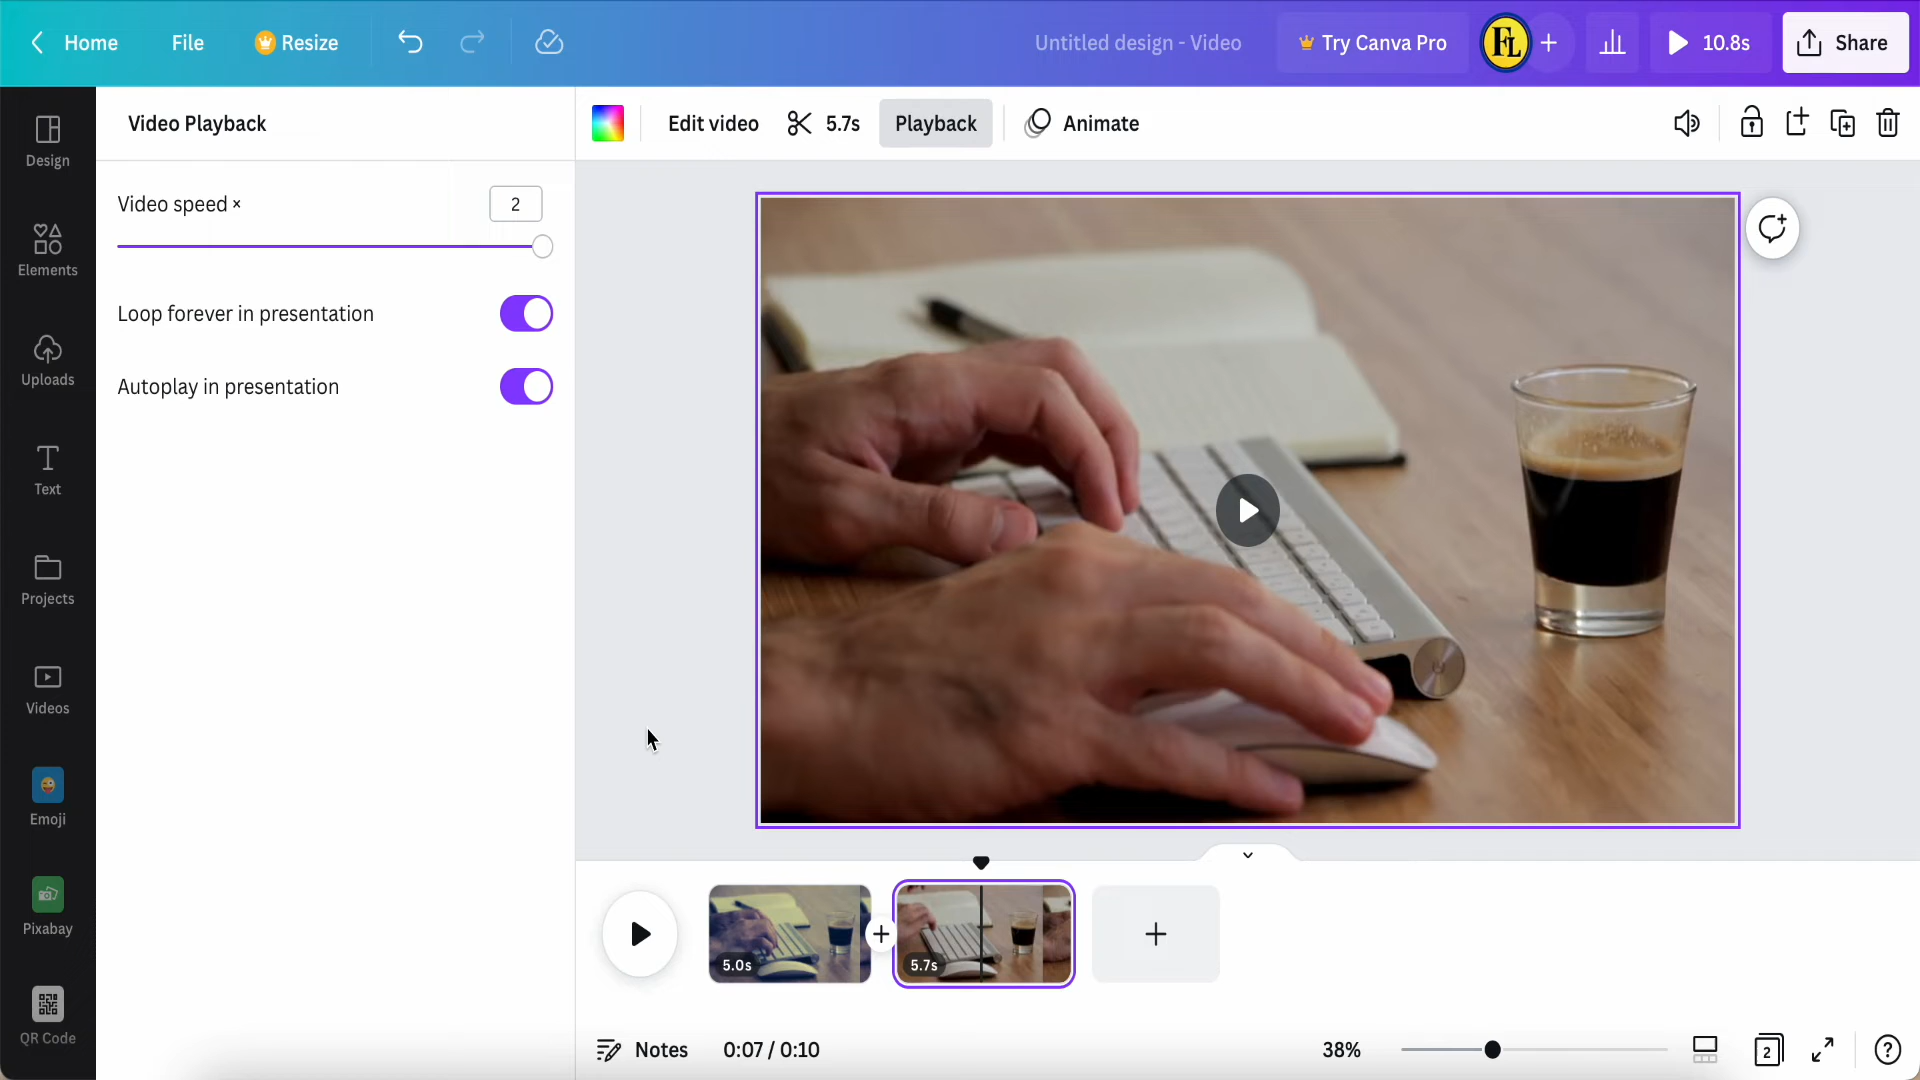 Home File Resize Untitled design - Video Try Canva Pro FL 10.8s Share
Design
Elements
Uploads
Text
Projects
Videos
Emoji
Pixabay
QR Code
Video Playback
Video speed × 2
Loop forever in presentation
Autoplay in presentation
Edit video 5.7s Playback Animate
5.0s 5.7s
Notes 0:07 / 0:10 38% 2 ?